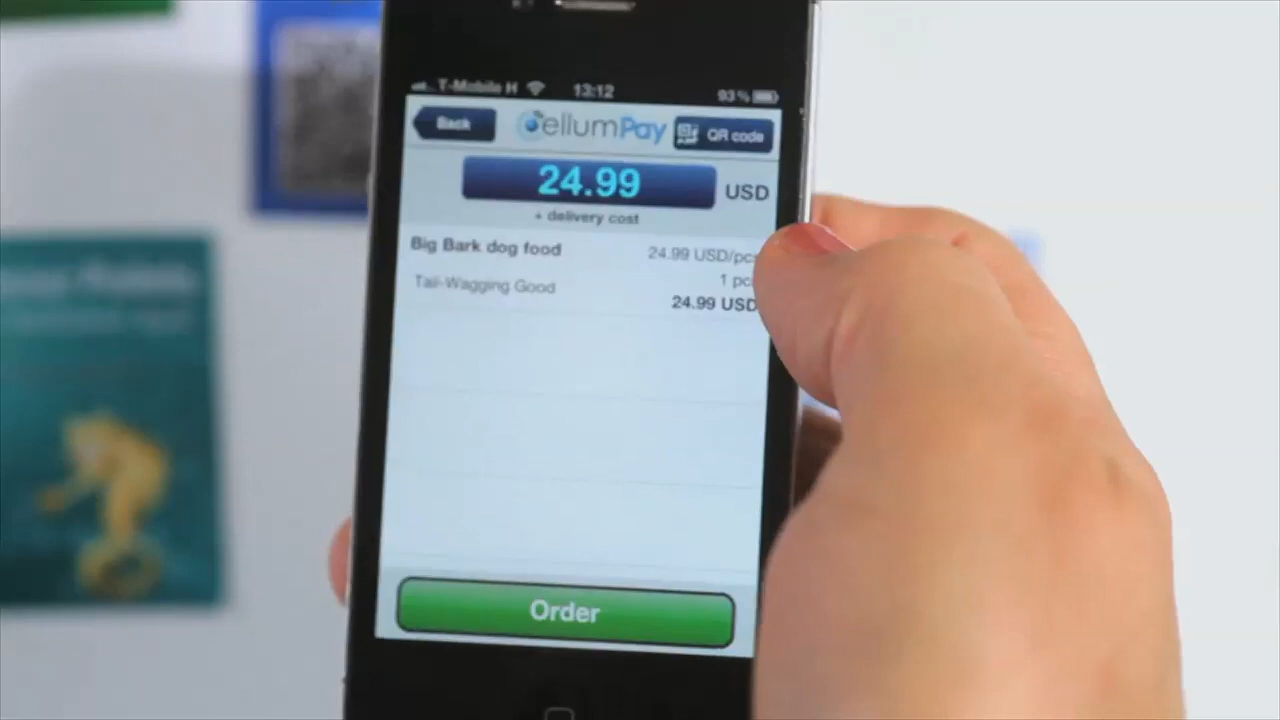 T-Mobile H 13:12 93%
Back cellumPay QR code
24.99 USD
+ delivery cost
Big Bark dog food 24.99 USD/pcs
Tail-Wagging Good 1 pc
24.99 USD
Order